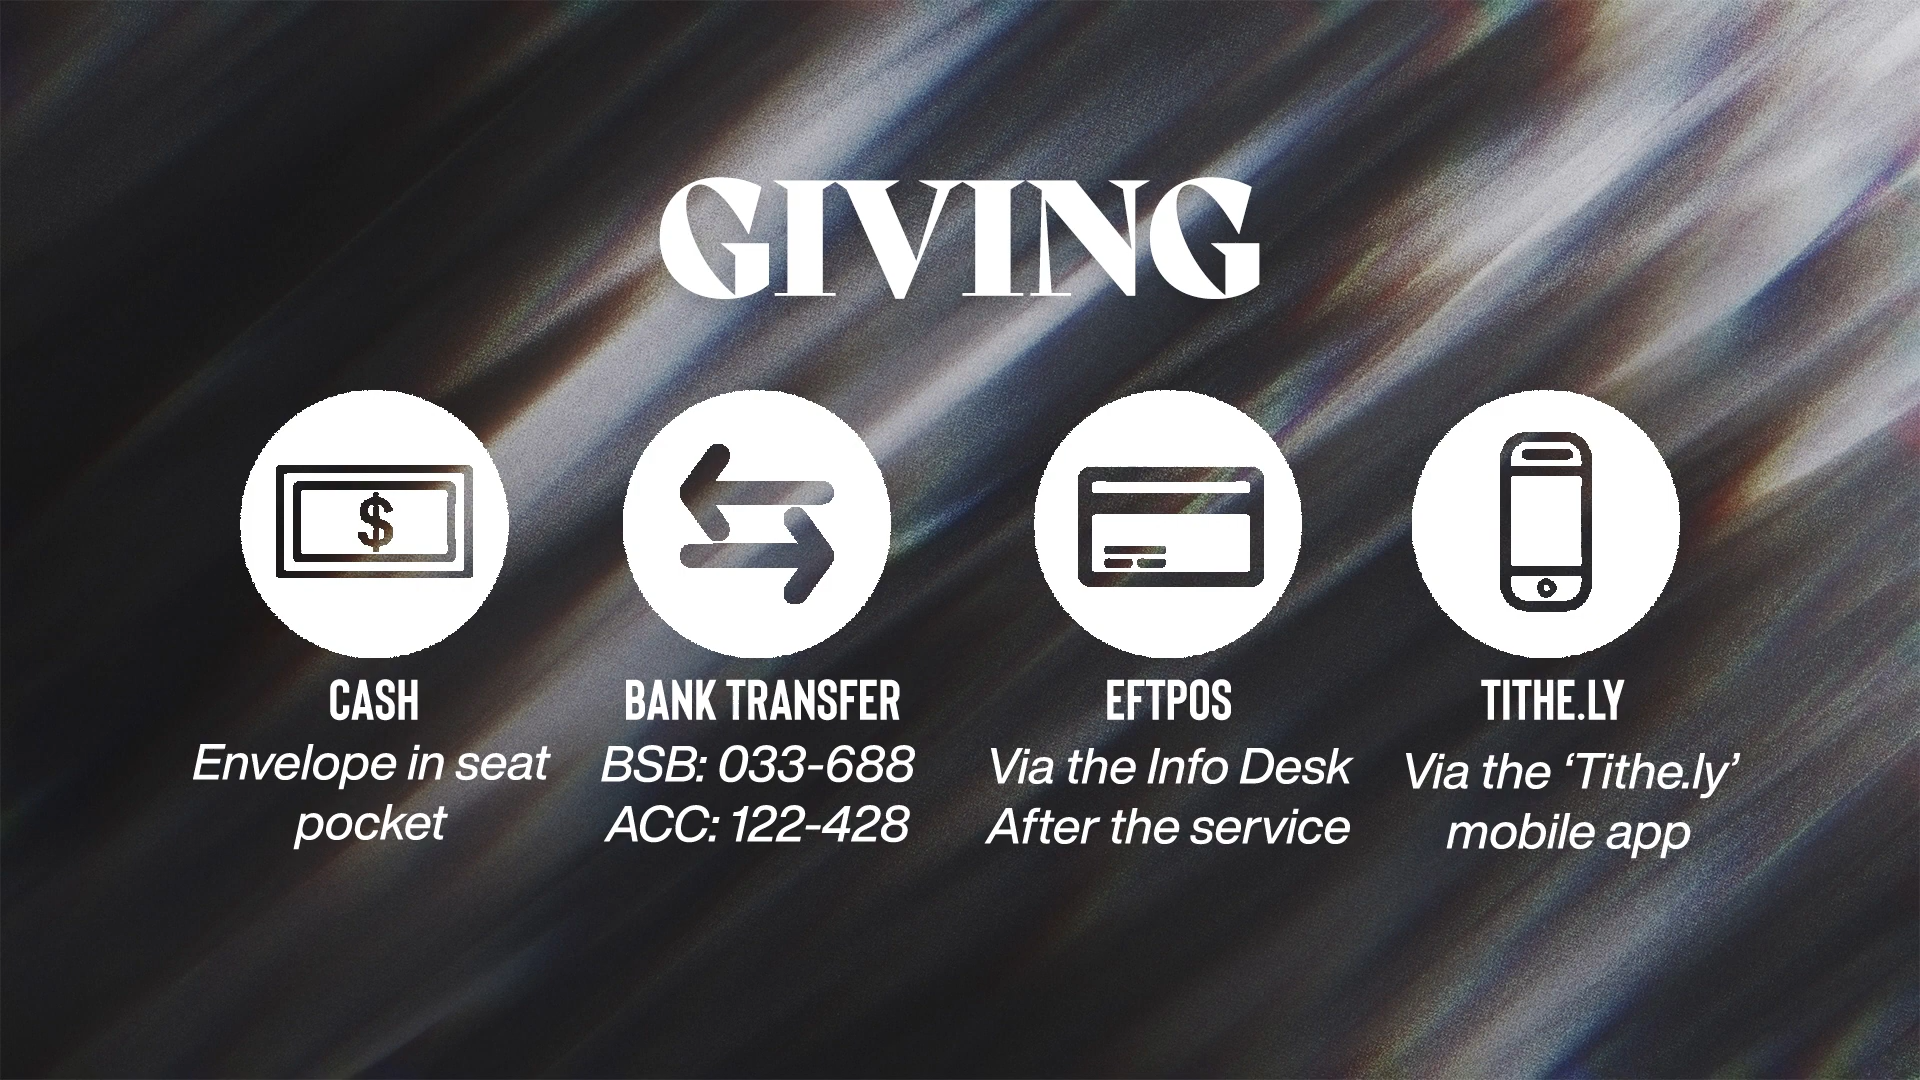 GIVING
$
CASH
Envelope in seat
pocket
BANK TRANSFER
BSB: 033-688
ACC: 122-428
EFTPOS
Via the Info Desk
After the service
TITHE.LY
Via the ‘Tithe.ly’
mobile app